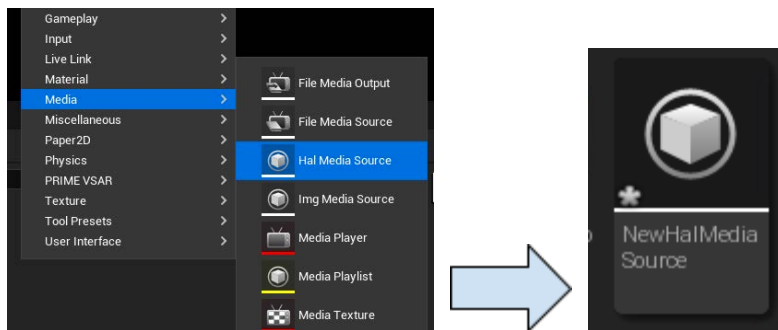 Gameplay
Input
Live Link
Material
Media
Miscellaneous
Paper2D
Physics
PRIME VSAR
Texture
Tool Presets
User Interface
File Media Output
File Media Source
Hal Media Source
Img Media Source
Media Player
Media Playlist
Media Texture
NewHalMedia
Source